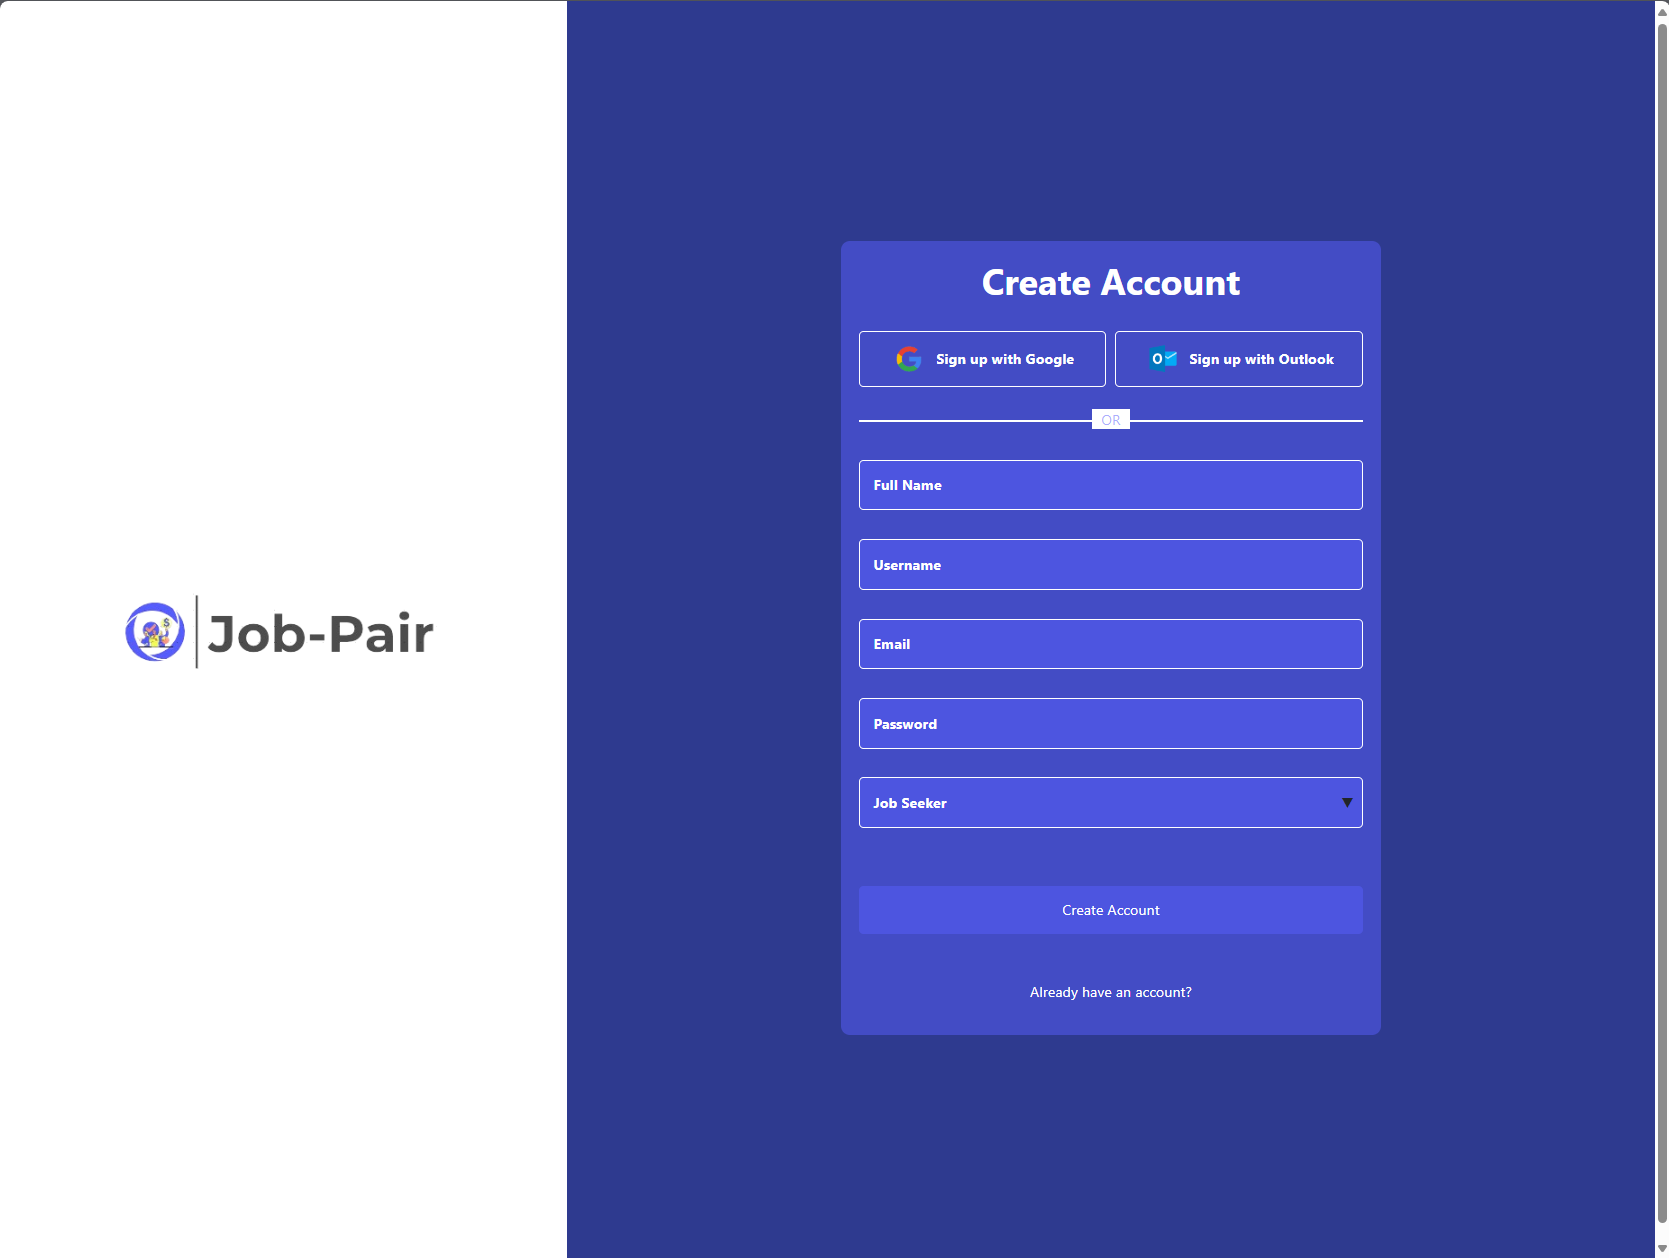 Job-Pair
Create Account
Sign up with Google
Sign up with Outlook
OR
Full Name
Username
Email
Password
Job Seeker
Create Account
Already have an account?